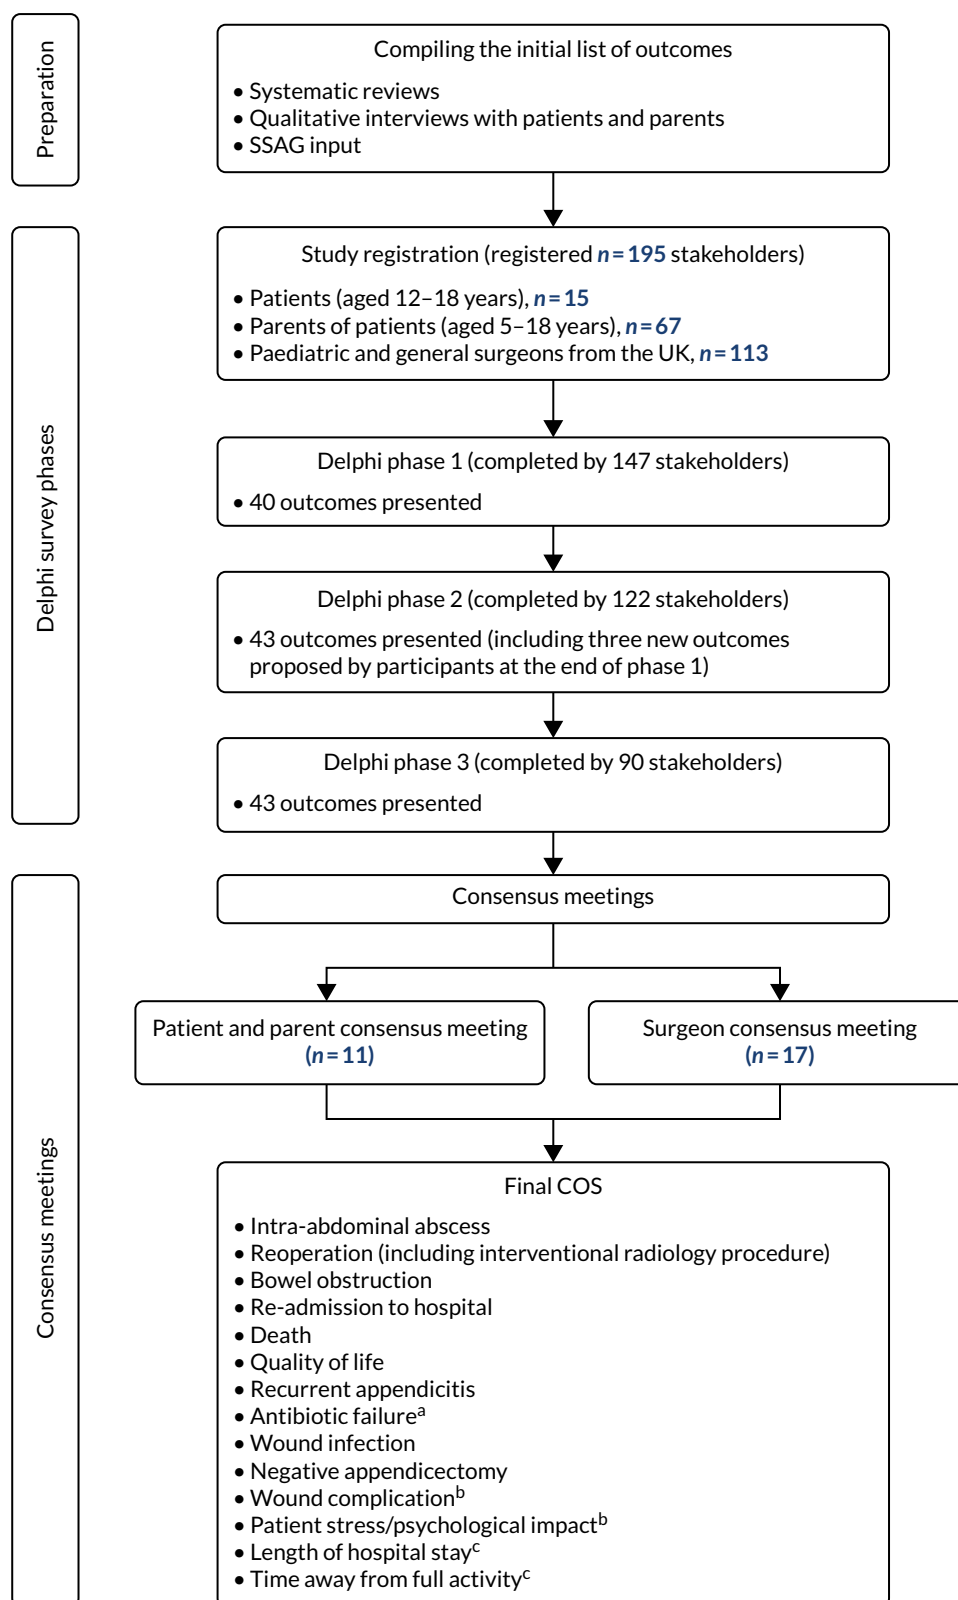 Preparation
Compiling the initial list of outcomes
• Systematic reviews
• Qualitative interviews with patients and parents
• SSAG input
Delphi survey phases
Study registration (registered n=195 stakeholders)
• Patients (aged 12–18 years), n=15
• Parents of patients (aged 5–18 years), n=67
• Paediatric and general surgeons from the UK, n=113
Delphi phase 1 (completed by 147 stakeholders)
• 40 outcomes presented
Delphi phase 2 (completed by 122 stakeholders)
• 43 outcomes presented (including three new outcomes
proposed by participants at the end of phase 1)
Delphi phase 3 (completed by 90 stakeholders)
• 43 outcomes presented
Consensus meetings
Consensus meetings
Patient and parent consensus meeting
(n=11)
Surgeon consensus meeting
(n=17)
Final COS
• Intra-abdominal abscess
• Reoperation (including interventional radiology procedure)
• Bowel obstruction
• Re-admission to hospital
• Death
• Quality of life
• Recurrent appendicitis
• Antibiotic failureᵃ
• Wound infection
• Negative appendicectomy
• Wound complicationᵇ
• Patient stress/psychological impactᵇ
• Length of hospital stayᶜ
• Time away from full activityᶜ